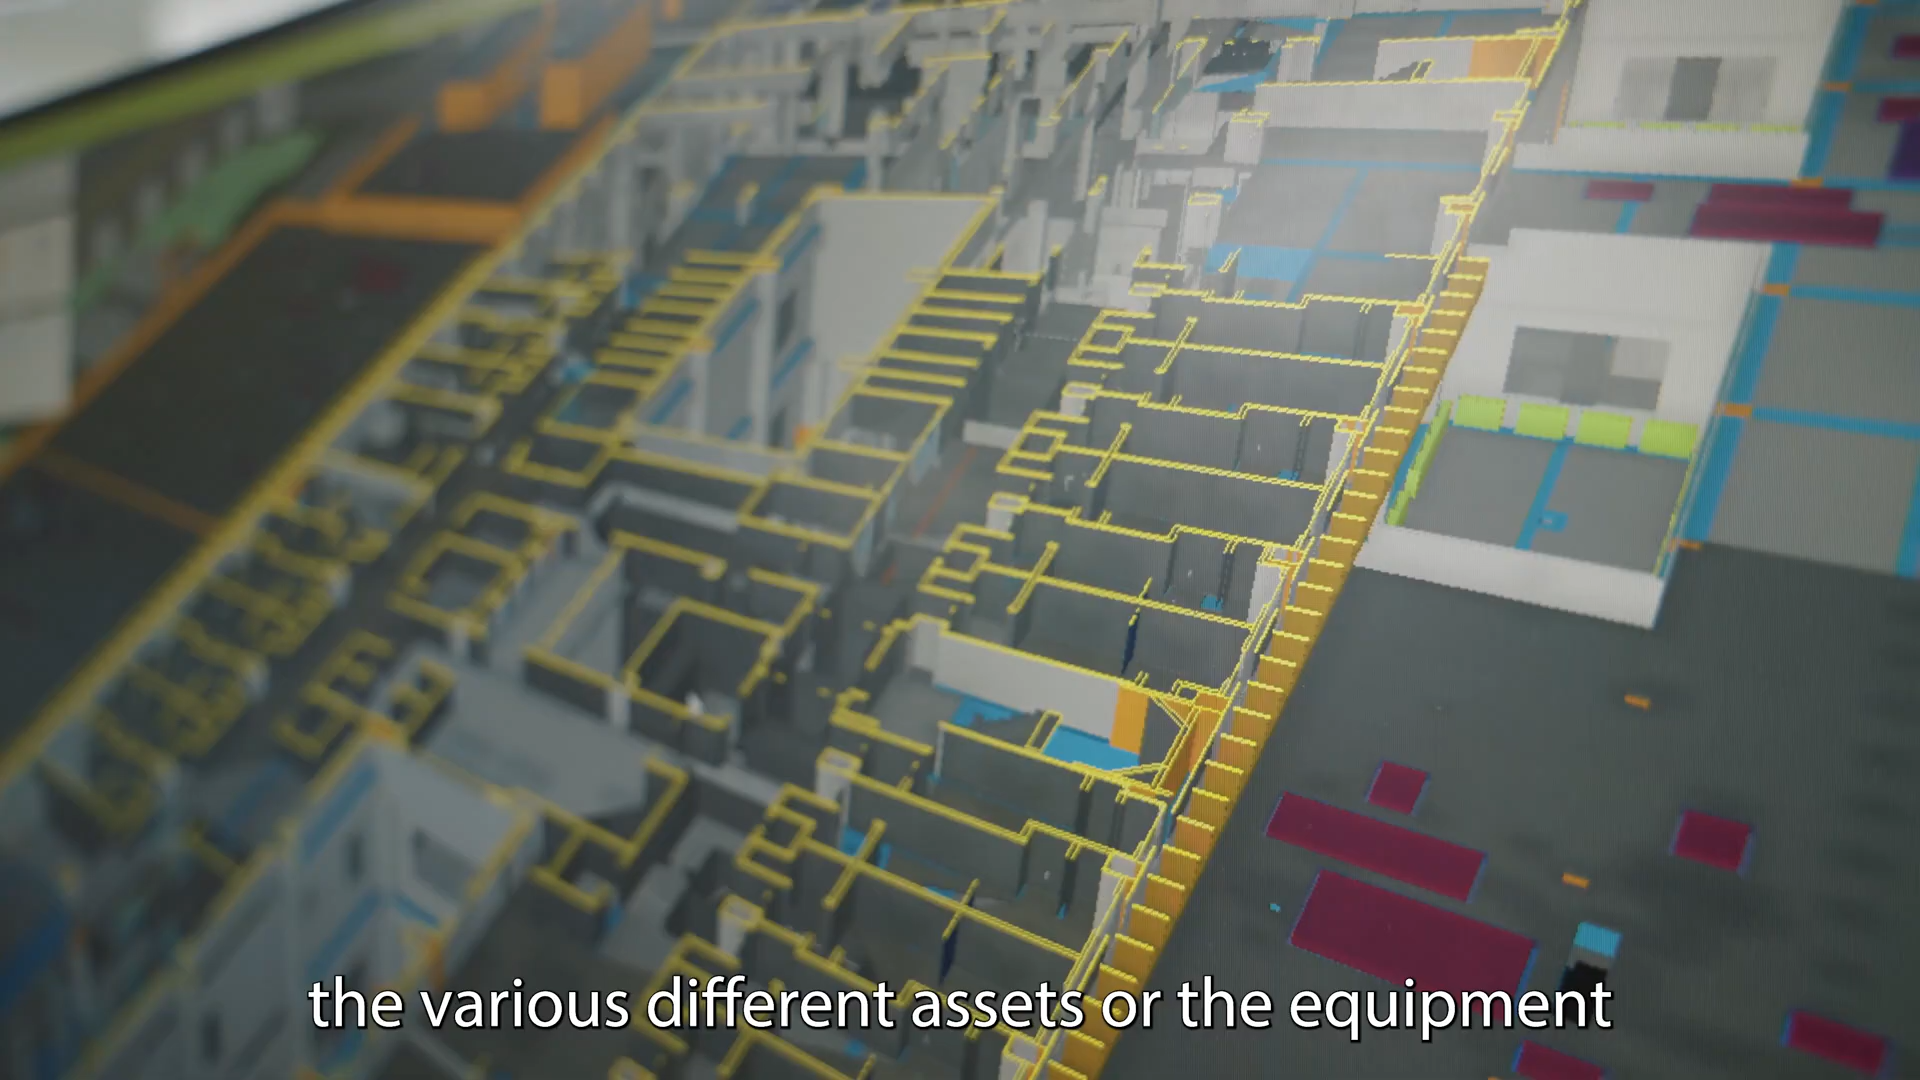 the various different assets or the equipment